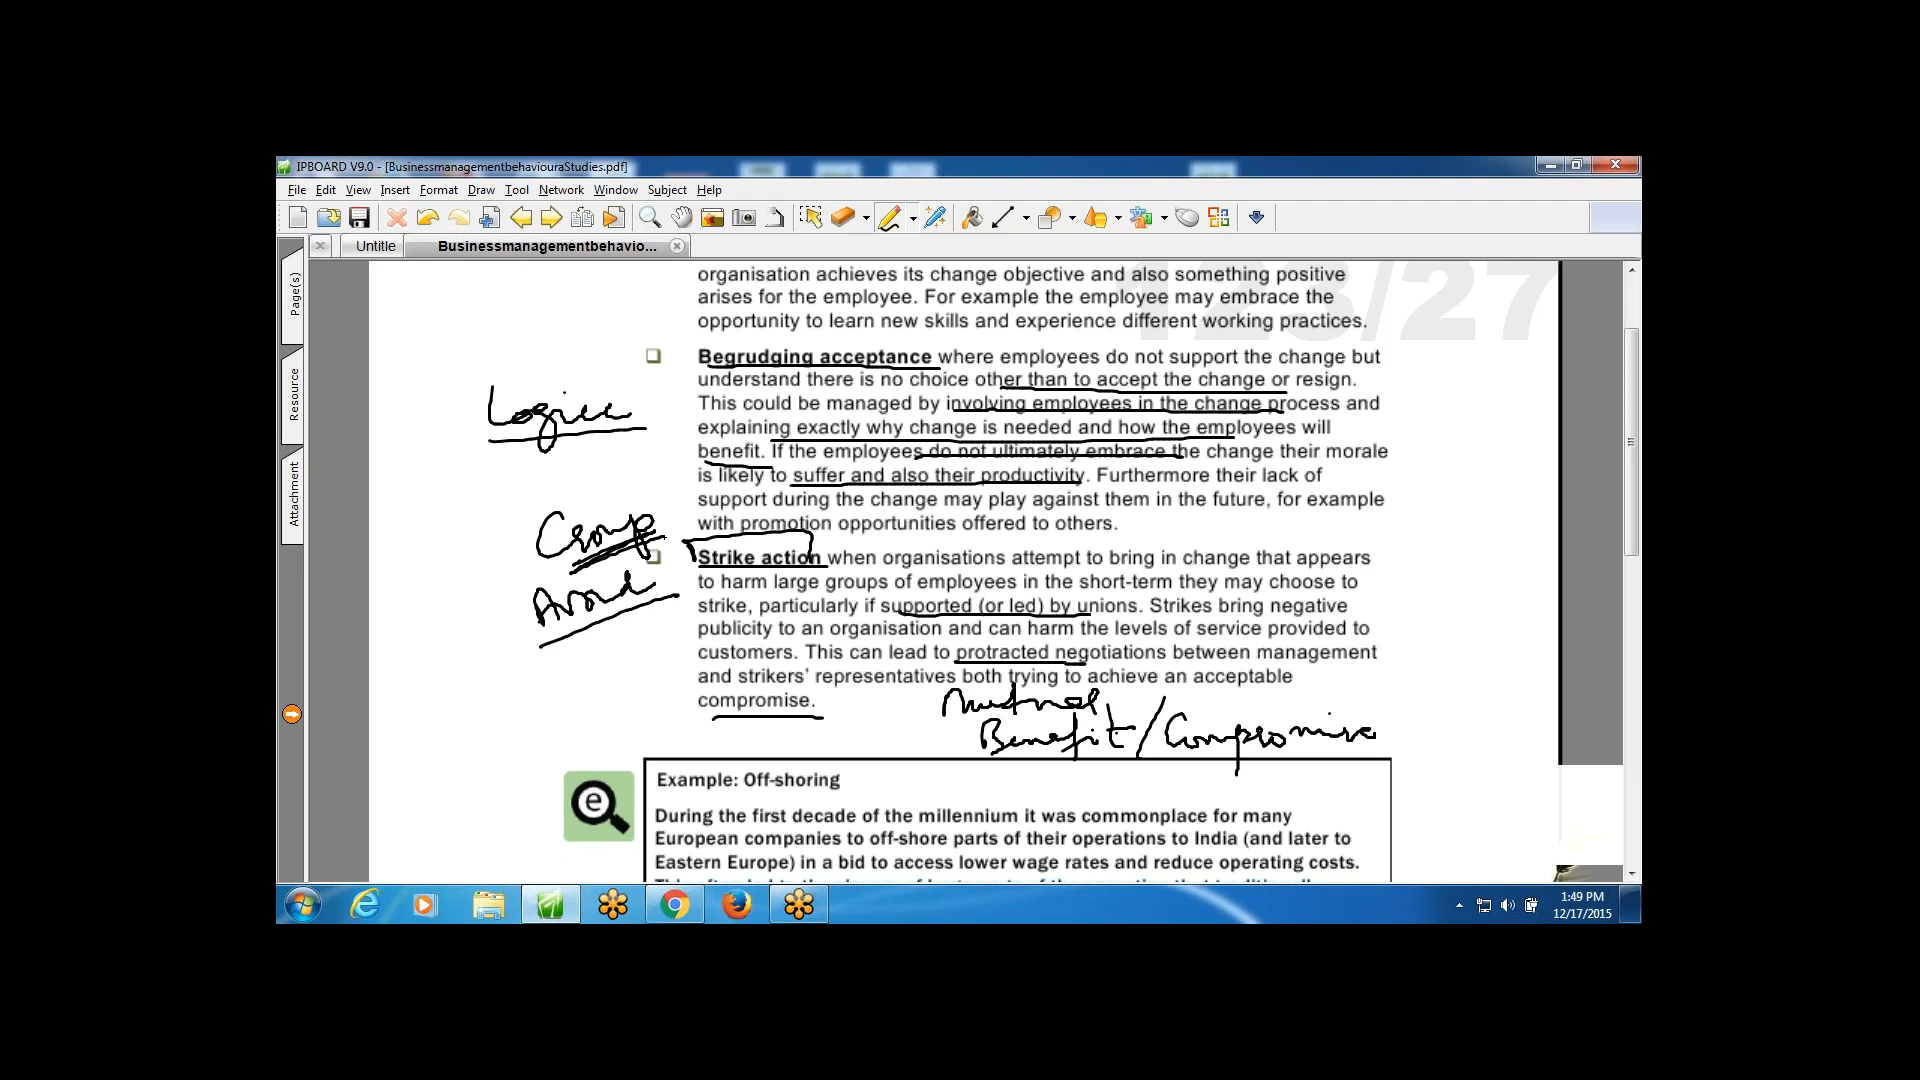 IPBOARD V9.0 - [BusinessmanagementbehaviouraStudies.pdf]
File Edit View Insert Format Draw Tool Network Window Subject Help
Untitle Businessmanagementbehavio...
Page(s)
Resource
Attachment
123/27
organisation achieves its change objective and also something positive
arises for the employee. For example the employee may embrace the
opportunity to learn new skills and experience different working practices.
Begrudging acceptance where employees do not support the change but
understand there is no choice other than to accept the change or resign.
This could be managed by involving employees in the change process and
explaining exactly why change is needed and how the employees will
benefit. If the employees do not ultimately embrace the change their morale
is likely to suffer and also their productivity. Furthermore their lack of
support during the change may play against them in the future, for example
with promotion opportunities offered to others.
Group
Strike action when organisations attempt to bring in change that appears
to harm large groups of employees in the short-term they may choose to
strike, particularly if supported (or led) by unions. Strikes bring negative
publicity to an organisation and can harm the levels of service provided to
customers. This can lead to protracted negotiations between management
and strikers’ representatives both trying to achieve an acceptable
compromise.
Mutual
Benefit/Compromise
Example: Off-shoring
During the first decade of the millennium it was commonplace for many
European companies to off-shore parts of their operations to India (and later to
Eastern Europe) in a bid to access lower wage rates and reduce operating costs.
1:49 PM
12/17/2015